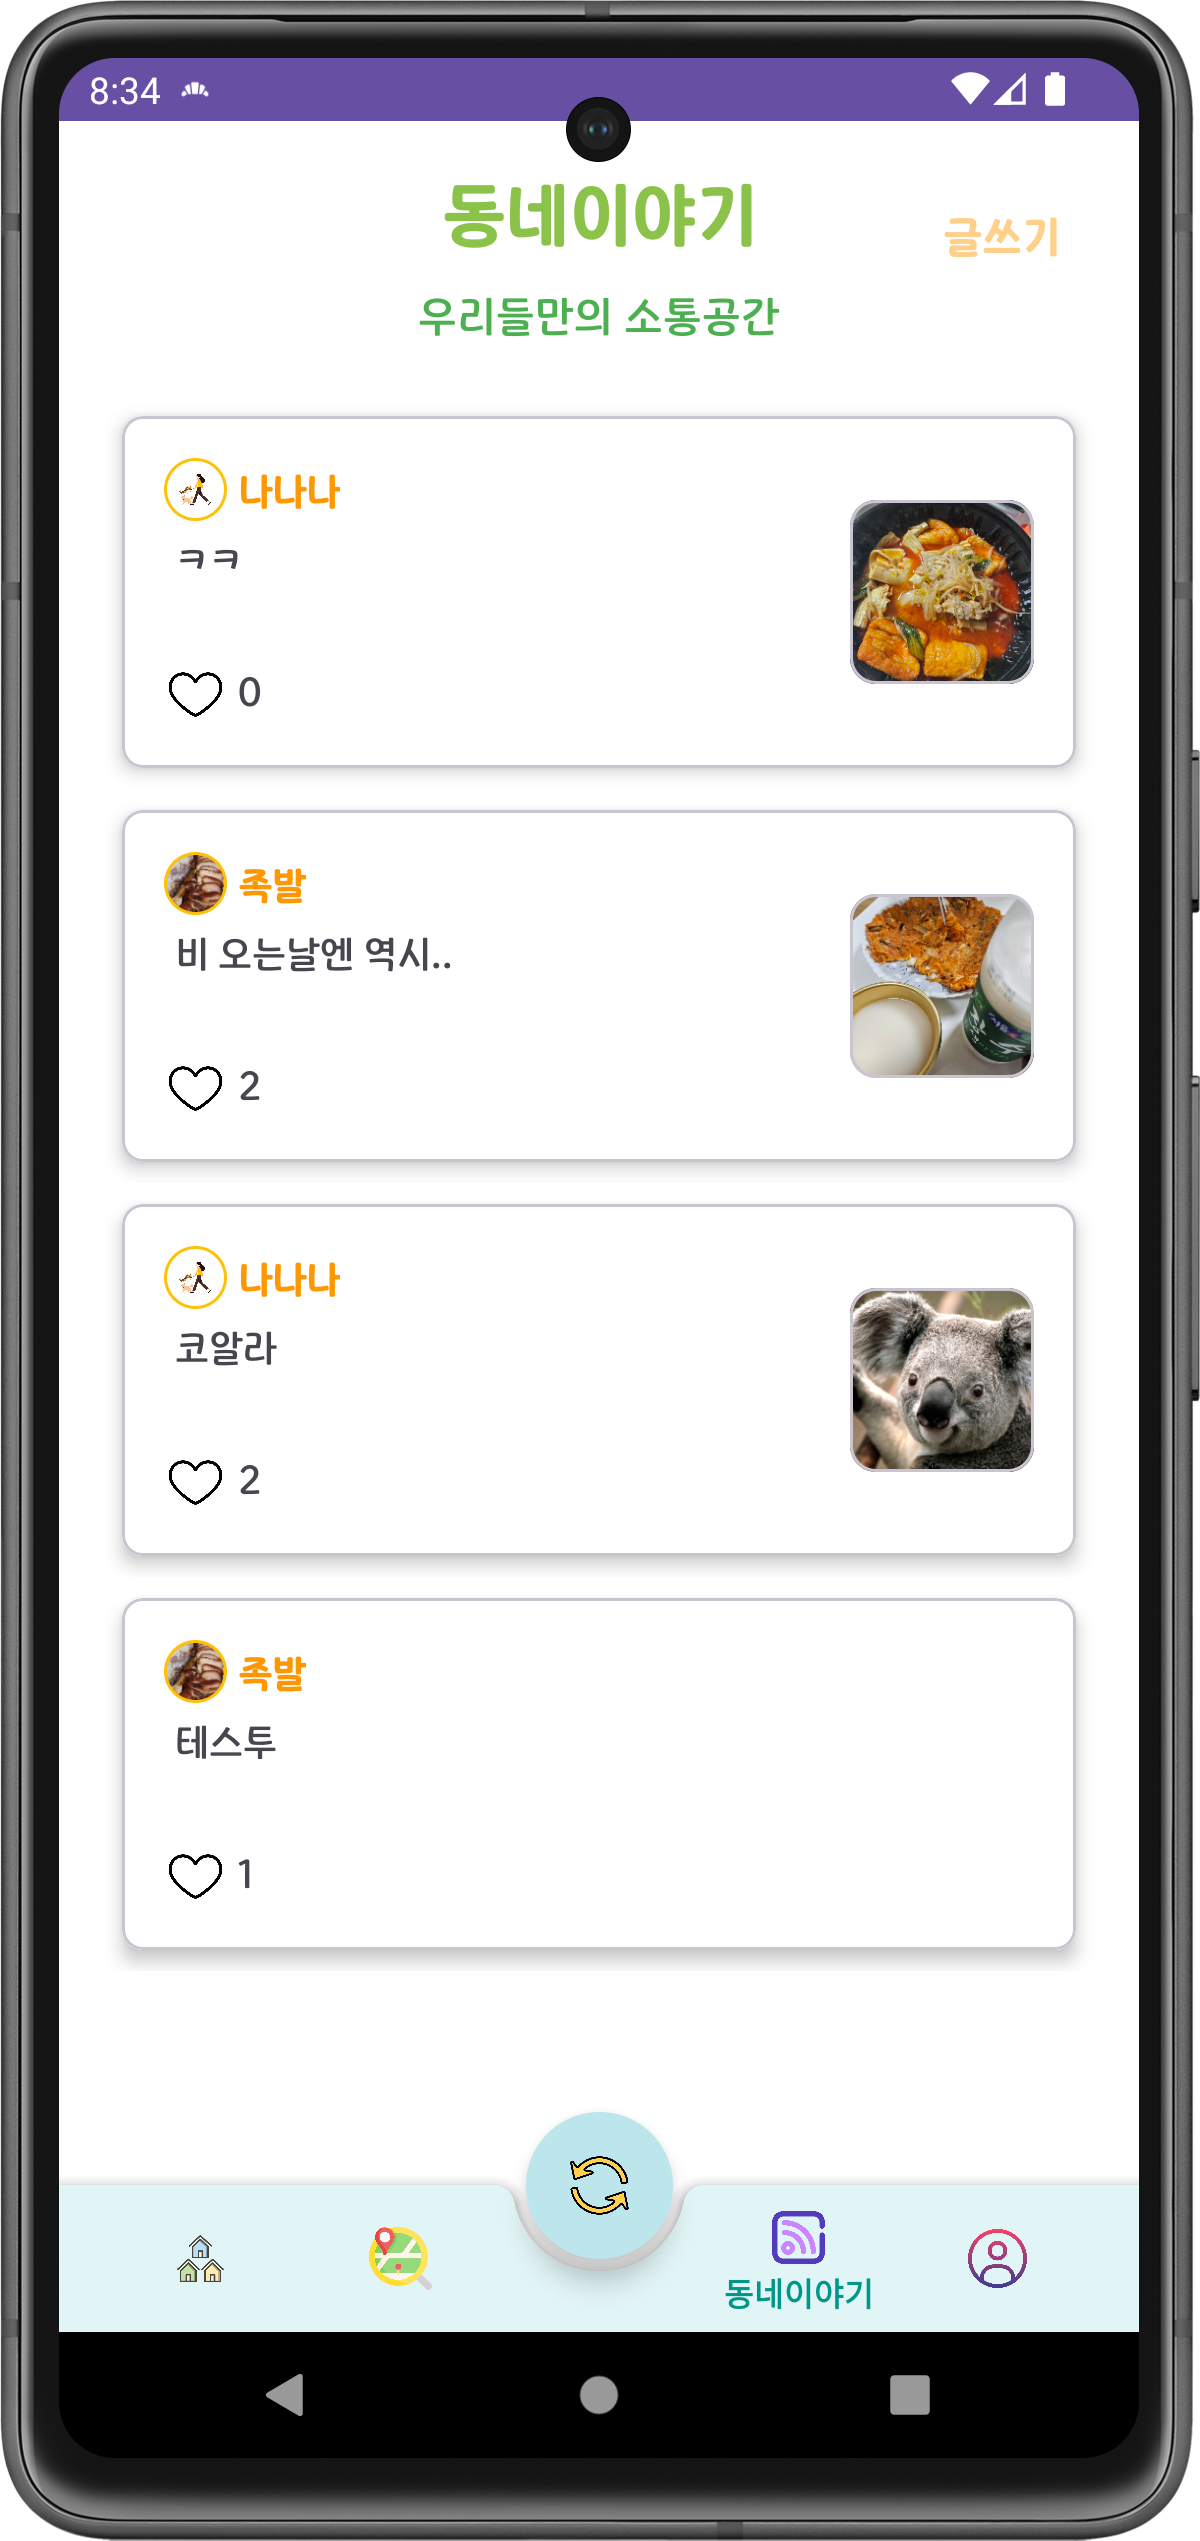 8:34
동네이야기
글쓰기
우리들만의 소통공간
나나나
ㅋㅋ
0
족발
비 오는날엔 역시..
2
나나나
코알라
2
족발
테스투
1
동네이야기